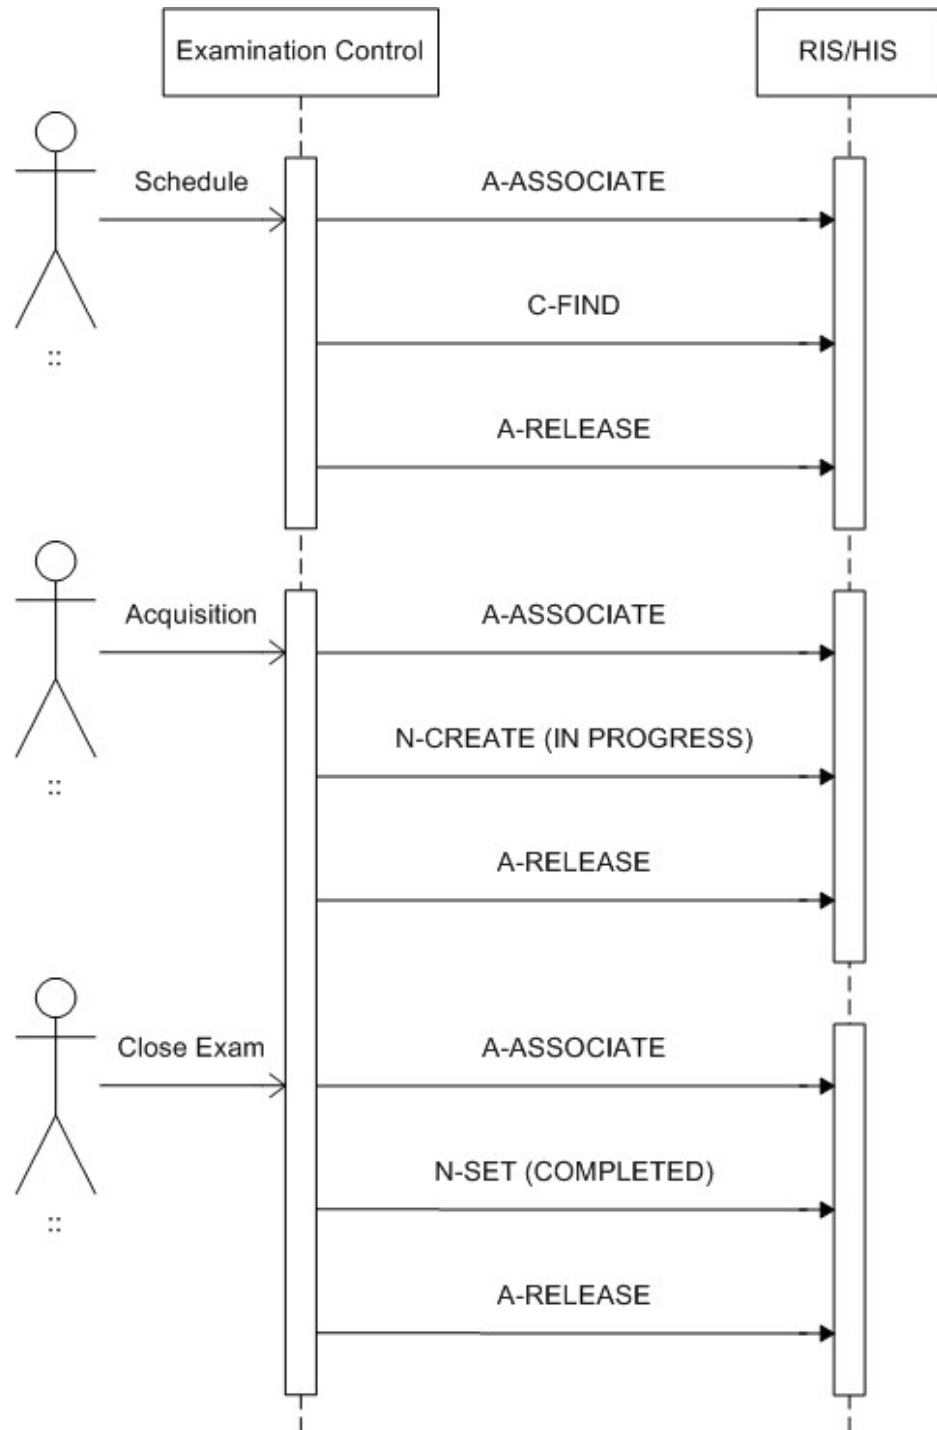 Examination Control
RIS/HIS
Schedule
A-ASSOCIATE
C-FIND
A-RELEASE
::
Acquisition
A-ASSOCIATE
N-CREATE (IN PROGRESS)
A-RELEASE
::
Close Exam
A-ASSOCIATE
N-SET (COMPLETED)
A-RELEASE
::